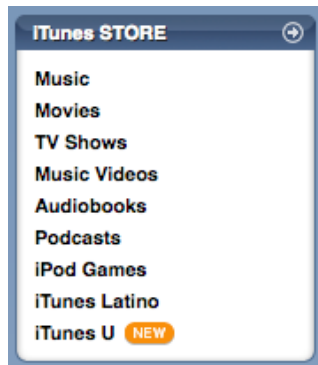 iTunes STORE
Music
Movies
TV Shows
Music Videos
Audiobooks
Podcasts
iPod Games
iTunes Latino
iTunes U NEW